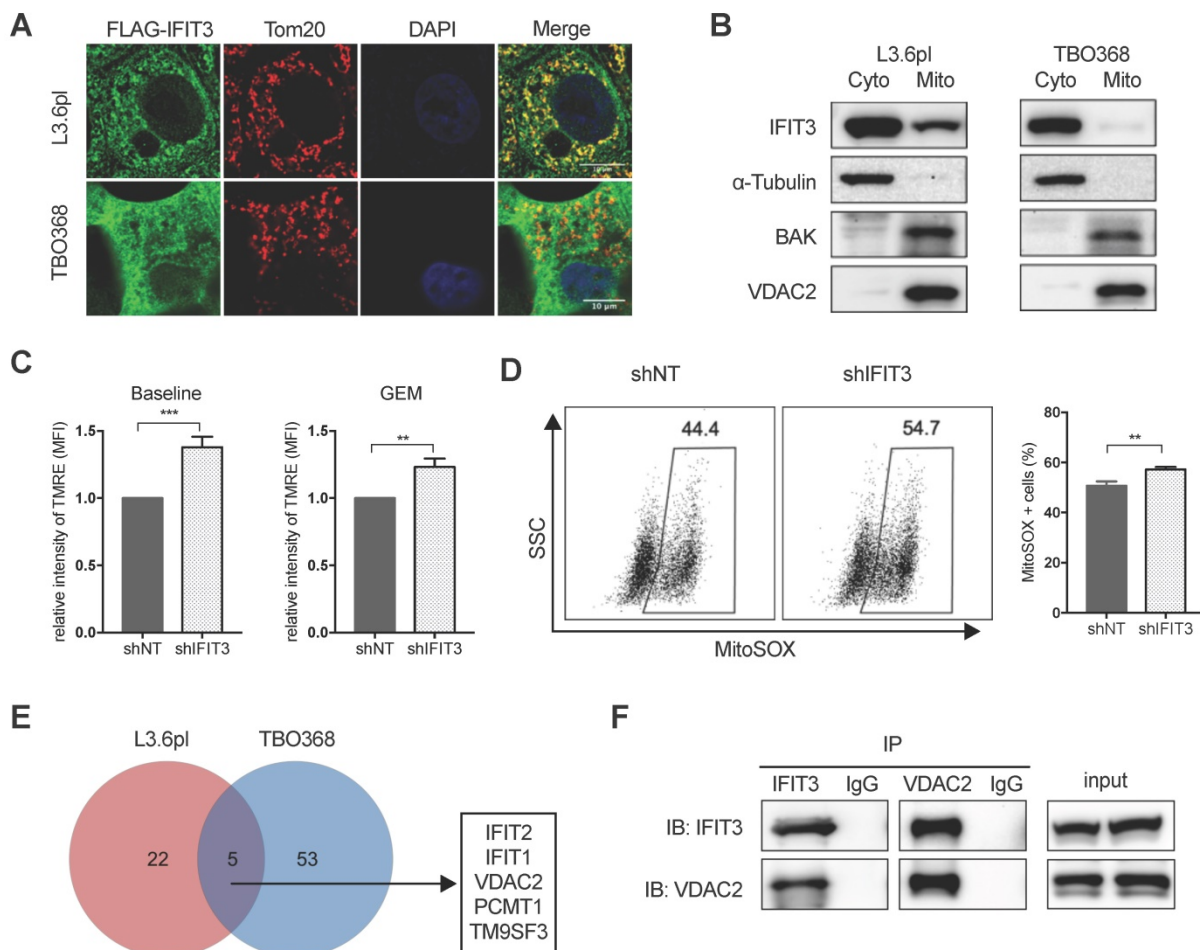 A
FLAG-IFIT3 Tom20 DAPI Merge
L3.6pl
TBO368
10 μm
B
L3.6pl TBO368
Cyto Mito Cyto Mito
IFIT3
α-Tubulin
BAK
VDAC2
C
Baseline GEM
relative intensity of TMRE (MFI)
1.5
1.0
0.5
0.0
***
shNT shIFIT3
relative intensity of TMRE (MFI)
1.5
1.0
0.5
0.0
**
shNT shIFIT3
D
shNT shIFIT3
44.4 54.7
SSC
MitoSOX
MitoSOX + cells (%)
80
60
40
20
0
**
shNT shIFIT3
E
L3.6pl TBO368
22 5 53
IFIT2
IFIT1
VDAC2
PCMT1
TM9SF3
F
IP
IFIT3 IgG VDAC2 IgG input
IB: IFIT3
IB: VDAC2